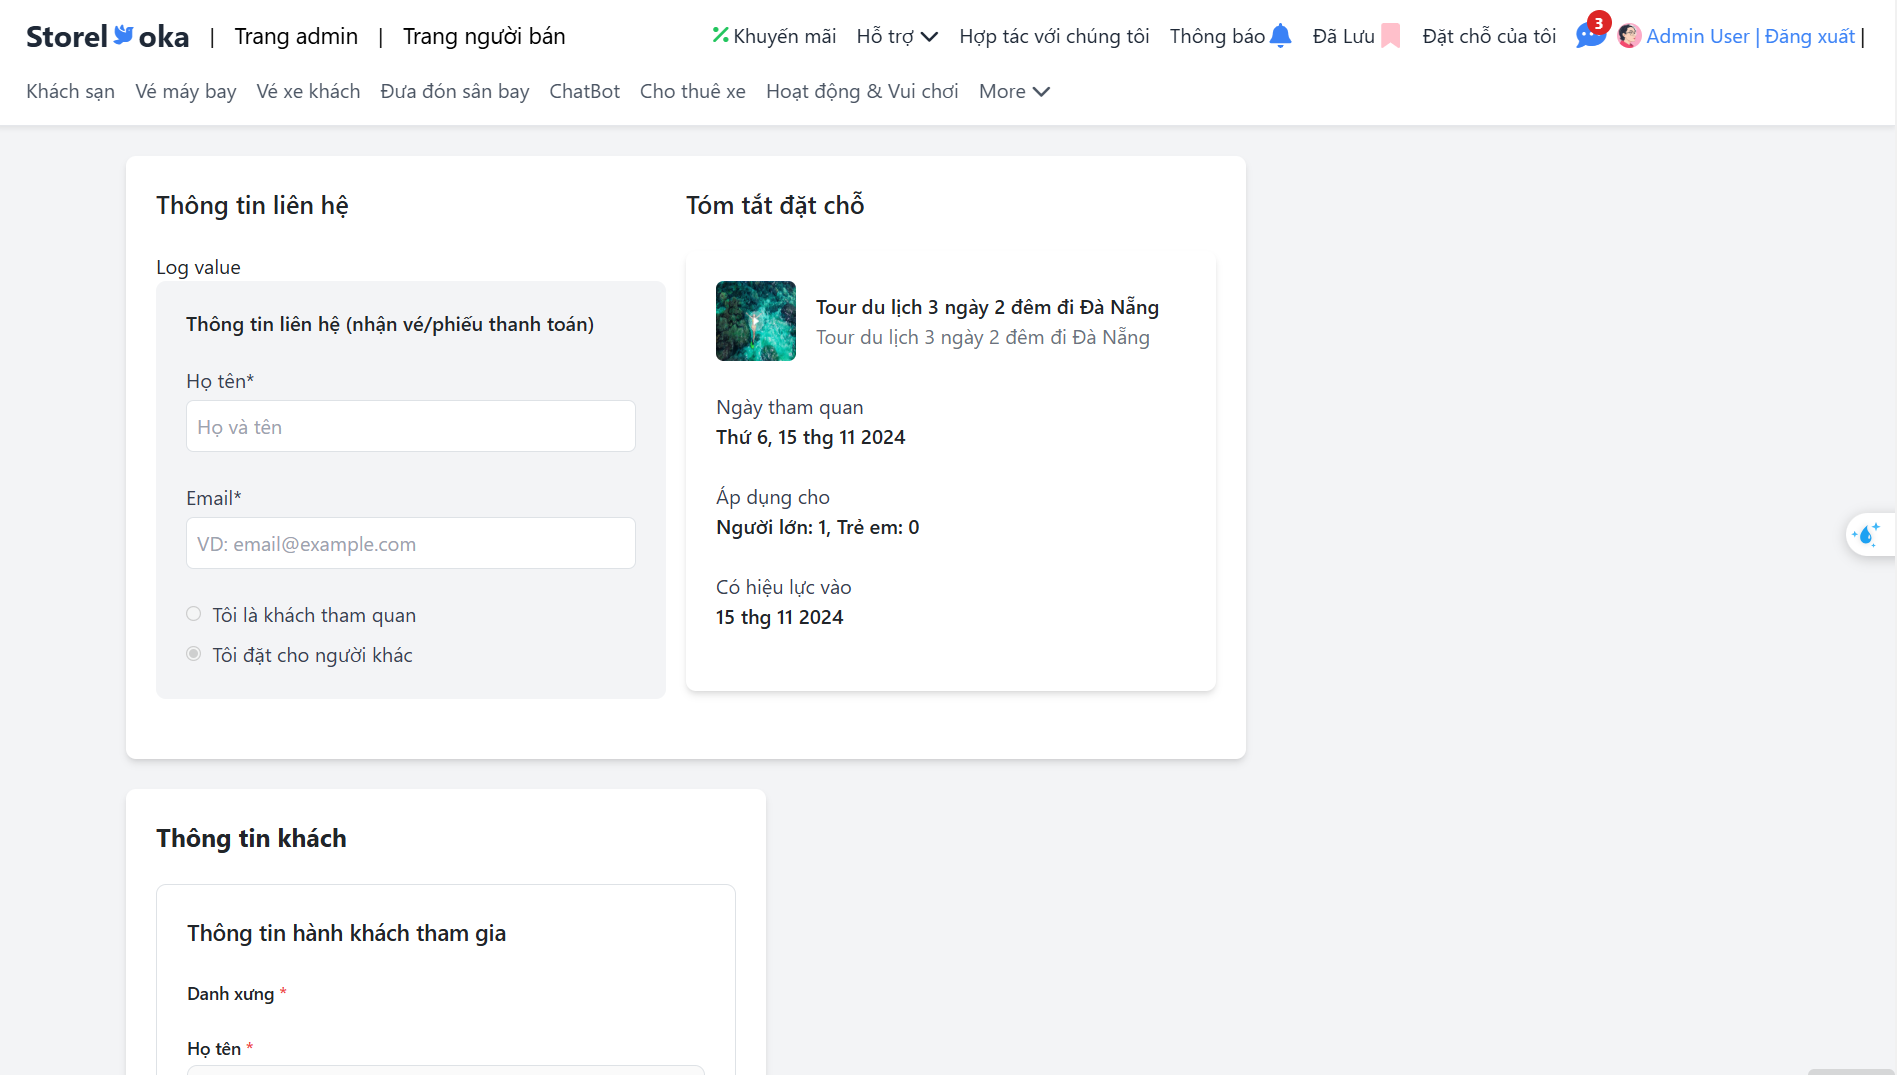 Storel oka | Trang admin | Trang người bán
Khuyến mãi Hỗ trợ Hợp tác với chúng tôi Thông báo Đã Lưu Đặt chỗ của tôi 3 Admin User | Đăng xuất |
Khách sạn Vé máy bay Vé xe khách Đưa đón sân bay ChatBot Cho thuê xe Hoạt động & Vui chơi More
Thông tin liên hệ
Log value
Thông tin liên hệ (nhận vé/phiếu thanh toán)
Họ tên*
Họ và tên
Email*
VD: email@example.com
Tôi là khách tham quan
Tôi đặt cho người khác
Tóm tắt đặt chỗ
Tour du lịch 3 ngày 2 đêm đi Đà Nẵng
Tour du lịch 3 ngày 2 đêm đi Đà Nẵng
Ngày tham quan
Thứ 6, 15 thg 11 2024
Áp dụng cho
Người lớn: 1, Trẻ em: 0
Có hiệu lực vào
15 thg 11 2024
Thông tin khách
Thông tin hành khách tham gia
Danh xưng *
Họ tên *